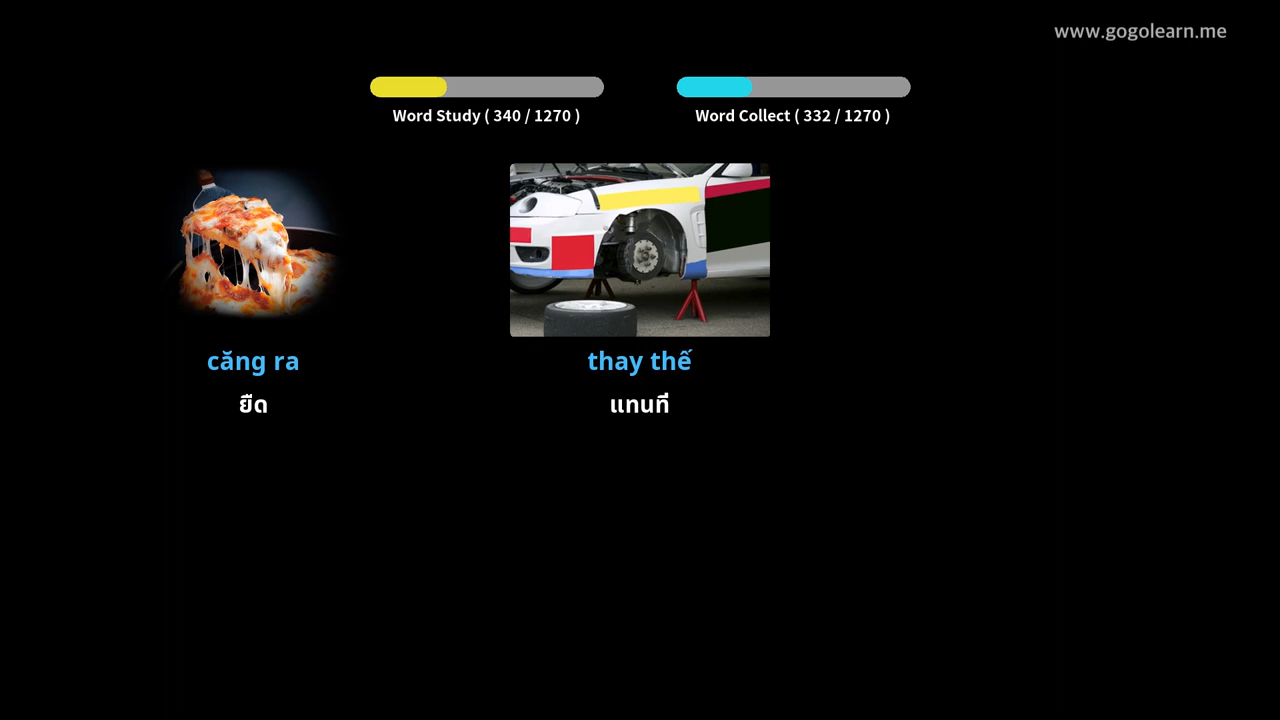 www.gogolearn.me
Word Study ( 340 / 1270 )
Word Collect ( 332 / 1270 )
căng ra
thay thế
ยืด
แทนที่